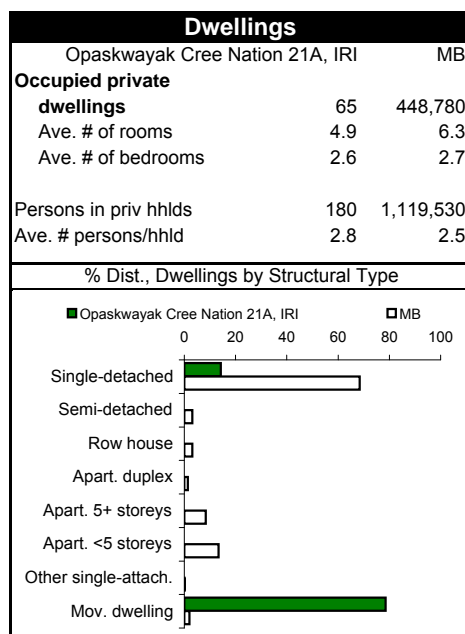 Dwellings
Opaskwayak Cree Nation 21A, IRI MB
Occupied private
dwellings 65 448,780
Ave. # of rooms 4.9 6.3
Ave. # of bedrooms 2.6 2.7
Persons in priv hhlds 180 1,119,530
Ave. # persons/hhld 2.8 2.5
% Dist., Dwellings by Structural Type
Opaskwayak Cree Nation 21A, IRI MB
0 20 40 60 80 100
Single-detached
Semi-detached
Row house
Apart. duplex
Apart. 5+ storeys
Apart. <5 storeys
Other single-attach.
Mov. dwelling